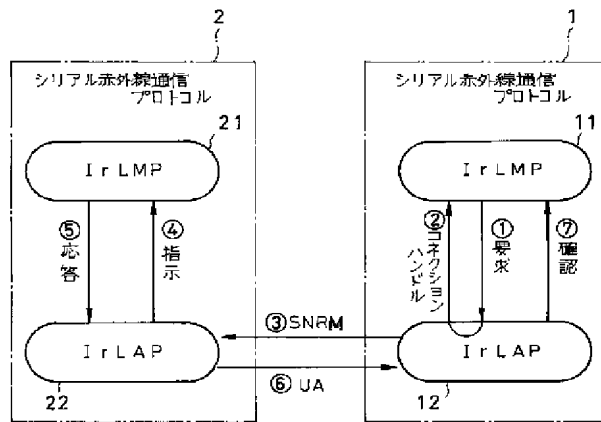 2
シリアル赤外線通信
プロトコル
21
IrLMP
⑤応答
④指示
IrLAP
22
1
シリアル赤外線通信
プロトコル
11
IrLMP
②コネクション
ハンドル
①要求
⑦確認
③SNRM
⑥UA
IrLAP
12